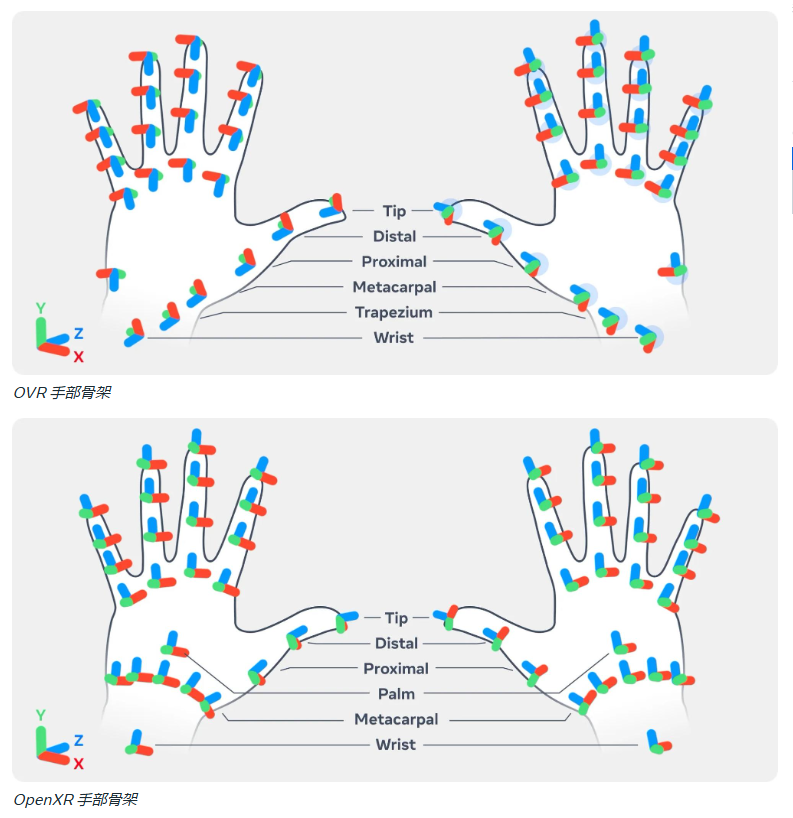 Tip
Distal
Proximal
Metacarpal
Trapezium
Wrist
Y
Z
X
OVR 手部骨架
Tip
Distal
Proximal
Palm
Metacarpal
Wrist
Y
Z
X
OpenXR 手部骨架